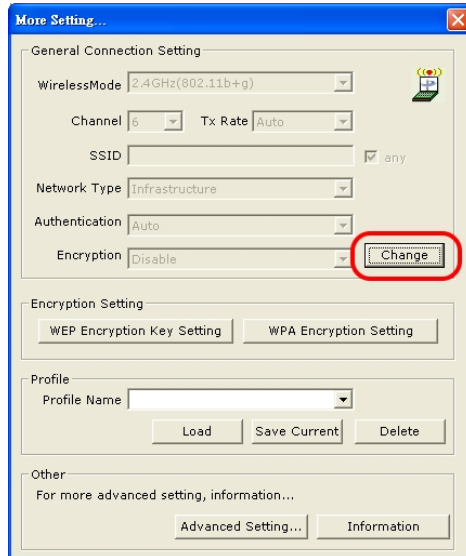 More Setting...
General Connection Setting
WirelessMode 2.4GHz(802.11b+g)
Channel 6 Tx Rate Auto
SSID any
Network Type Infrastructure
Authentication Auto
Encryption Disable Change
Encryption Setting
WEP Encryption Key Setting WPA Encryption Setting
Profile
Profile Name
Load Save Current Delete
Other
For more advanced setting, information...
Advanced Setting... Information